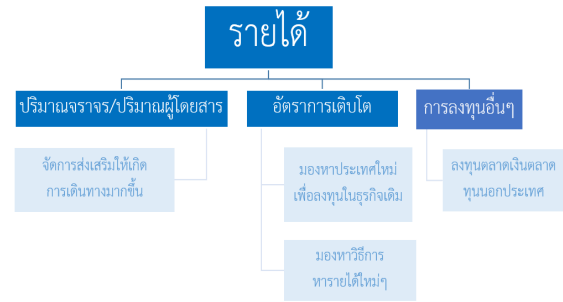 รายได้
ปริมาณจราจร/ปริมาณผู้โดยสาร
อัตราการเติบโต
การลงทุนอื่นๆ
จัดการส่งเสริมให้เกิด
การเดินทางมากขึ้น
มองหาประเทศใหม่
เพื่อลงทุนในธุรกิจเดิม
ลงทุนตลาดเงินตลาด
ทุนนอกประเทศ
มองหาวิธีการ
หารายได้ใหม่ๆ